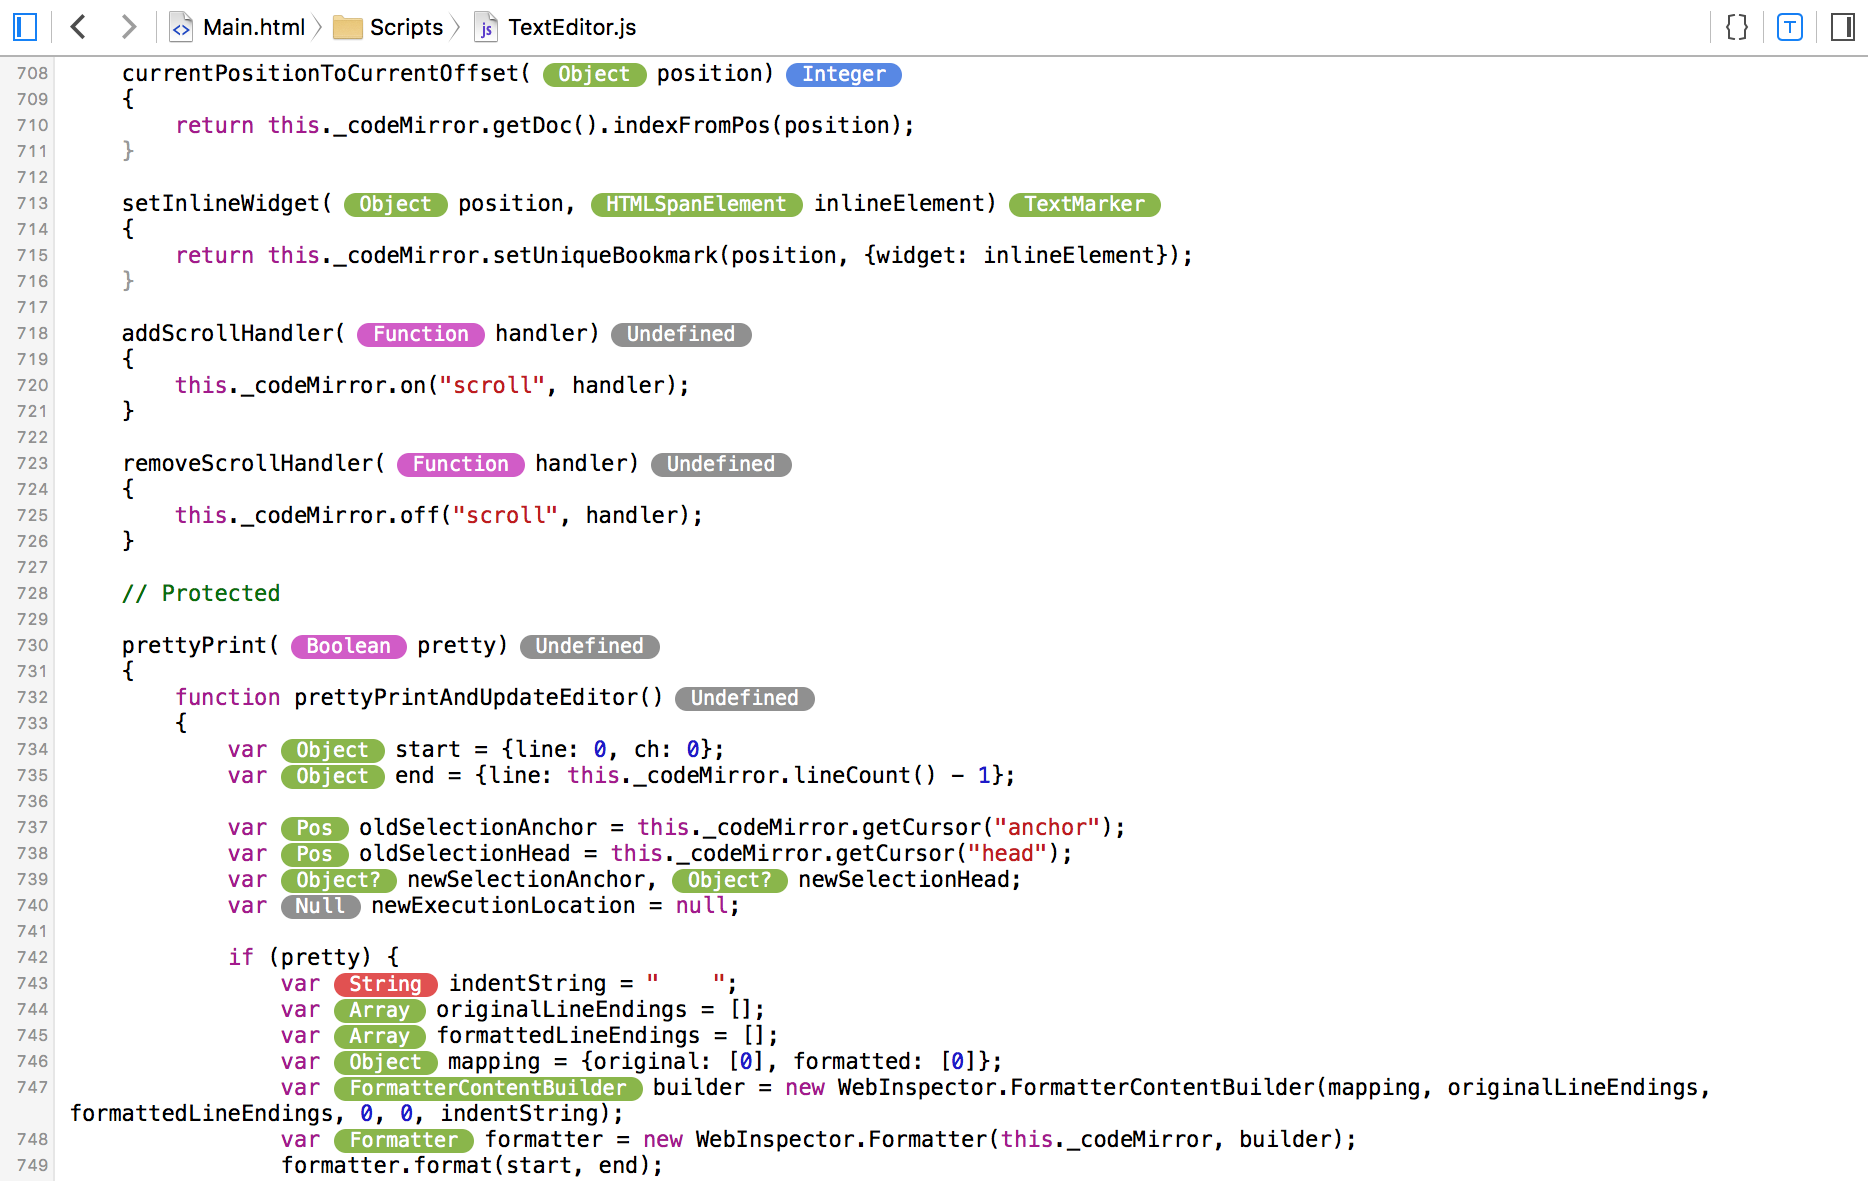 Main.html Scripts js TextEditor.js {} T
708 currentPositionToCurrentOffset( Object position) Integer
709 {
710 return this._codeMirror.getDoc().indexFromPos(position);
711 }
712
713 setInlineWidget( Object position, HTMLSpanElement inlineElement) TextMarker
714 {
715 return this._codeMirror.setUniqueBookmark(position, {widget: inlineElement});
716 }
717
718 addScrollHandler( Function handler) Undefined
719 {
720 this._codeMirror.on("scroll", handler);
721 }
722
723 removeScrollHandler( Function handler) Undefined
724 {
725 this._codeMirror.off("scroll", handler);
726 }
727
728 // Protected
729
730 prettyPrint( Boolean pretty) Undefined
731 {
732 function prettyPrintAndUpdateEditor() Undefined
733 {
734 var Object start = {line: 0, ch: 0};
735 var Object end = {line: this._codeMirror.lineCount() - 1};
736
737 var Pos oldSelectionAnchor = this._codeMirror.getCursor("anchor");
738 var Pos oldSelectionHead = this._codeMirror.getCursor("head");
739 var Object? newSelectionAnchor, Object? newSelectionHead;
740 var Null newExecutionLocation = null;
741
742 if (pretty) {
743 var String indentString = "    ";
744 var Array originalLineEndings = [];
745 var Array formattedLineEndings = [];
746 var Object mapping = {original: [0], formatted: [0]};
747 var FormatterContentBuilder builder = new WebInspector.FormatterContentBuilder(mapping, originalLineEndings,
formattedLineEndings, 0, 0, indentString);
748 var Formatter formatter = new WebInspector.Formatter(this._codeMirror, builder);
749 formatter.format(start, end);